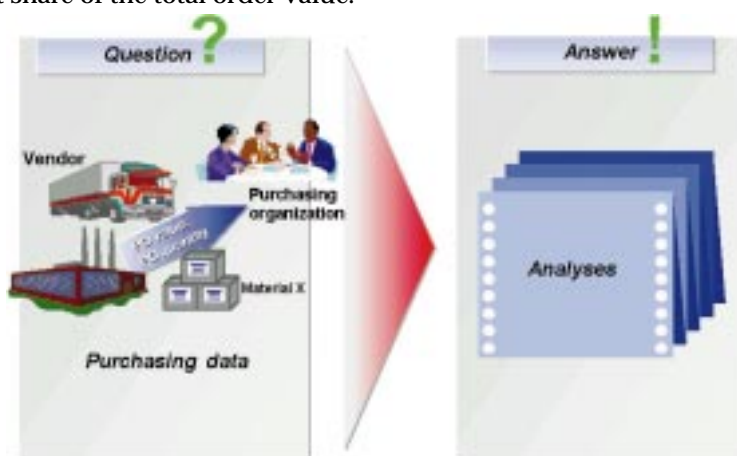 share of the total order value.
Question ?
Answer !
Vendor
Purchasing
organization
Material X
Analyses
Purchasing data